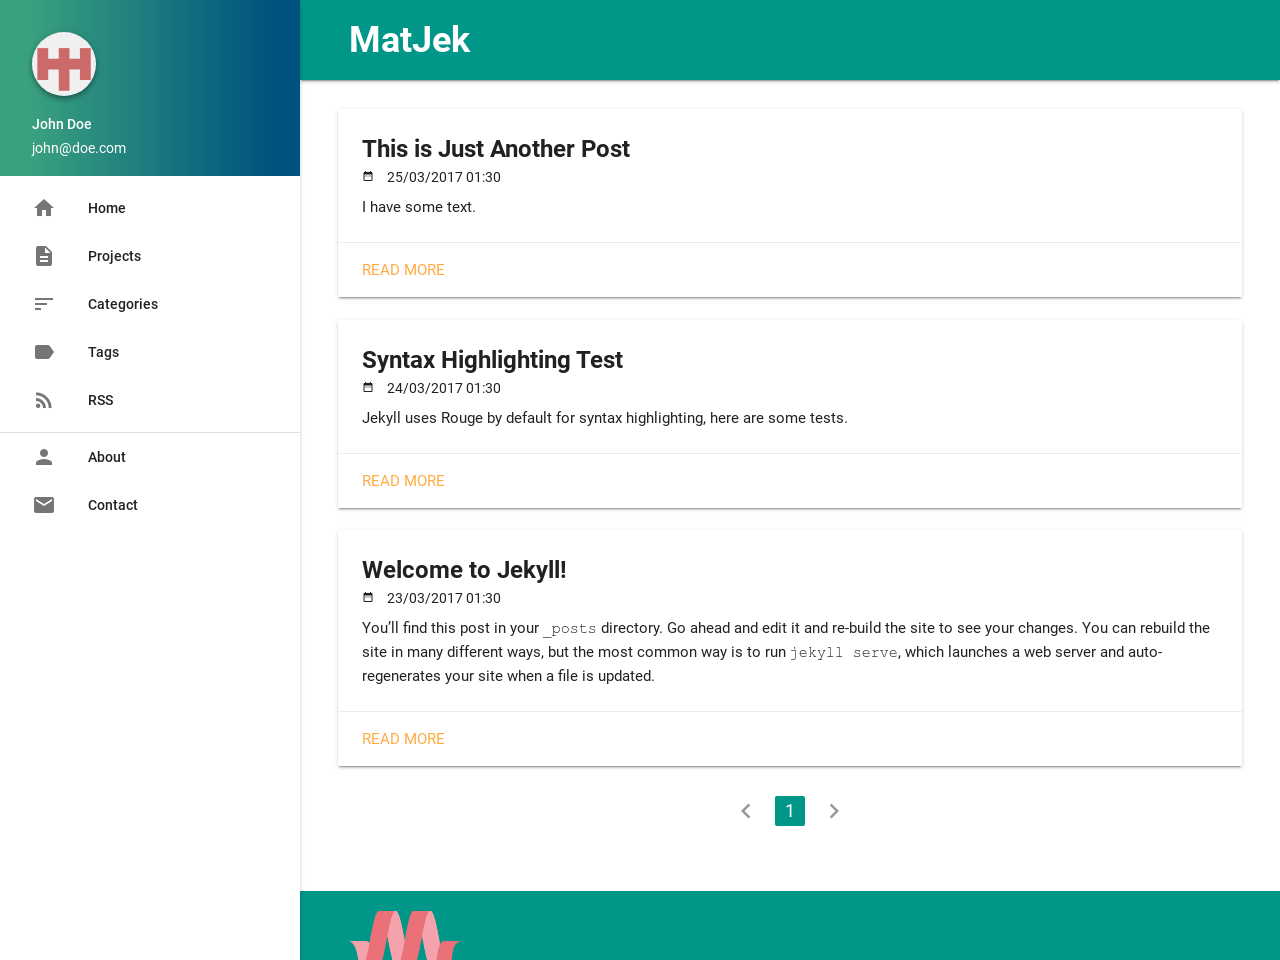 John Doe
john@doe.com
Home
Projects
Categories
Tags
RSS
About
Contact
MatJek
This is Just Another Post
25/03/2017 01:30
I have some text.
READ MORE
Syntax Highlighting Test
24/03/2017 01:30
Jekyll uses Rouge by default for syntax highlighting, here are some tests.
READ MORE
Welcome to Jekyll!
23/03/2017 01:30
You’ll find this post in your _posts directory. Go ahead and edit it and re-build the site to see your changes. You can rebuild the
site in many different ways, but the most common way is to run jekyll serve, which launches a web server and auto-
regenerates your site when a file is updated.
READ MORE
1